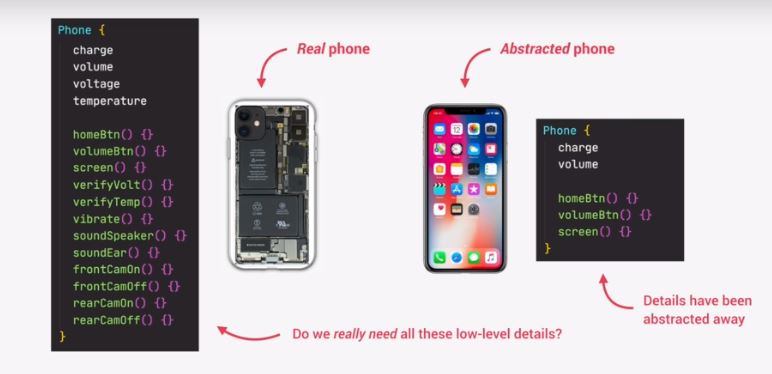 Phone {
charge
volume
voltage
temperature
homeBtn() {}
volumeBtn() {}
screen() {}
verifyVolt() {}
verifyTemp() {}
vibrate() {}
soundSpeaker() {}
soundEar() {}
frontCamOn() {}
frontCamOff() {}
rearCamOn() {}
rearCamOff() {}
}
Real phone
Do we really need all these low-level details?
Abstracted phone
Phone {
charge
volume
homeBtn() {}
volumeBtn() {}
screen() {}
}
Details have been
abstracted away